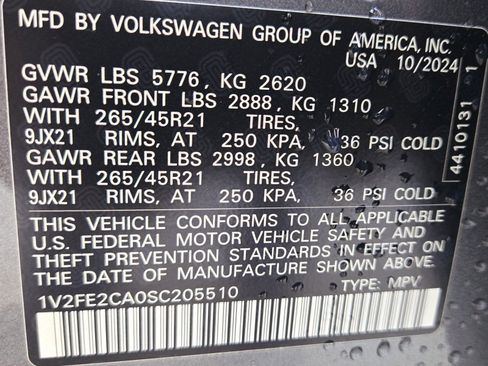 MFD BY VOLKSWAGEN GROUP OF AMERICA, INC.
USA 10/2024
GVWR LBS 5776, KG 2620
GAWR FRONT LBS 2888, KG 1310
WITH 265/45R21 TIRES,
9JX21 RIMS, AT 250 KPA, 36 PSI COLD
GAWR REAR LBS 2998, KG 1360
WITH 265/45R21 TIRES,
9JX21 RIMS, AT 250 KPA, 36 PSI COLD
THIS VEHICLE CONFORMS TO ALL APPLICABLE
U.S. FEDERAL MOTOR VEHICLE SAFETY AND
THEFT PREVENTION STANDARDS IN EFFECT ON
THE DATE OF MANUFACTURE SHOWN ABOVE.
1V2FE2CA0SC205510 TYPE: MPV
4410131 1